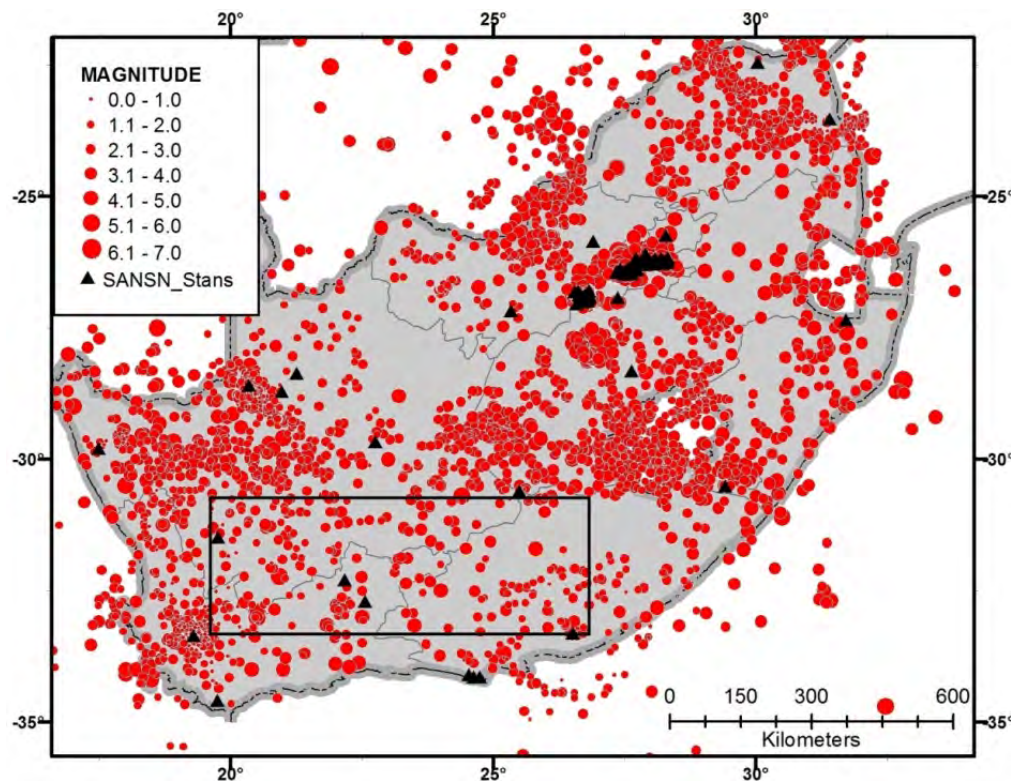 20° 25° 30°
MAGNITUDE
0.0 - 1.0
1.1 - 2.0
2.1 - 3.0
3.1 - 4.0
4.1 - 5.0
5.1 - 6.0
6.1 - 7.0
SANSN_Stans
-25° -25°
-30° -30°
0 150 300 600
Kilometers
-35° -35°
20° 25° 30°